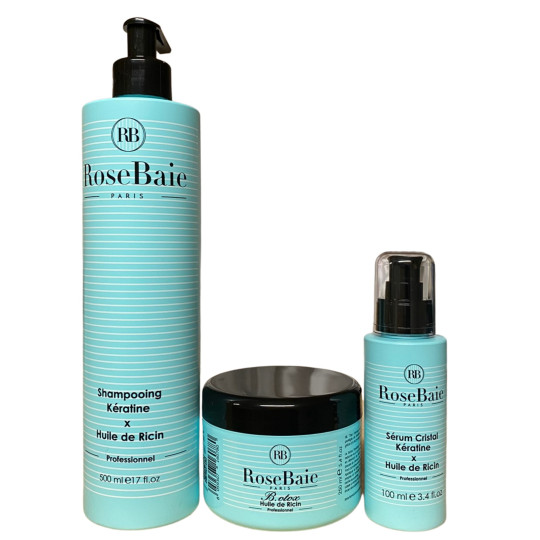 RB
RoseBaie
PARIS
Shampooing
Kératine
x
Huile de Ricin
Professionnel
500 ml e 17 fl.oz
RB
RoseBaie
PARIS
B.otox
Huile de Ricin
Professionnel
RB
RoseBaie
PARIS
Sérum Cristal
Kératine
x
Huile de Ricin
Professionnel
100 ml e 3.4 fl.oz